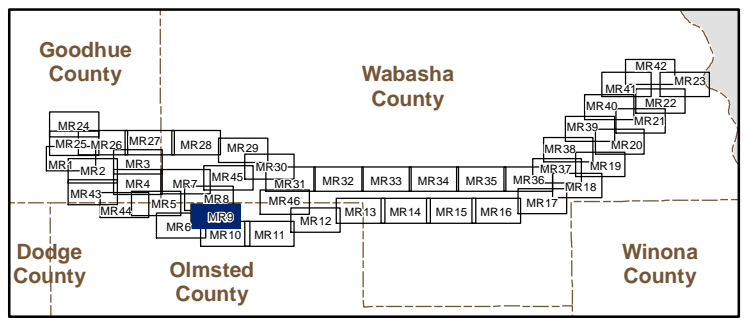 Goodhue
County
Wabasha
County
MR42
MR41
MR23
MR40
MR22
MR24
MR21
MR39
MR25
MR26
MR27
MR28
MR29
MR38
MR20
MR1
MR2
MR3
MR30
MR37
MR19
MR4
MR7
MR45
MR31
MR32
MR33
MR34
MR35
MR36
MR18
MR43
MR44
MR5
MR8
MR46
MR17
MR6
MR9
MR12
MR13
MR14
MR15
MR16
MR10
MR11
Dodge
County
Olmsted
County
Winona
County